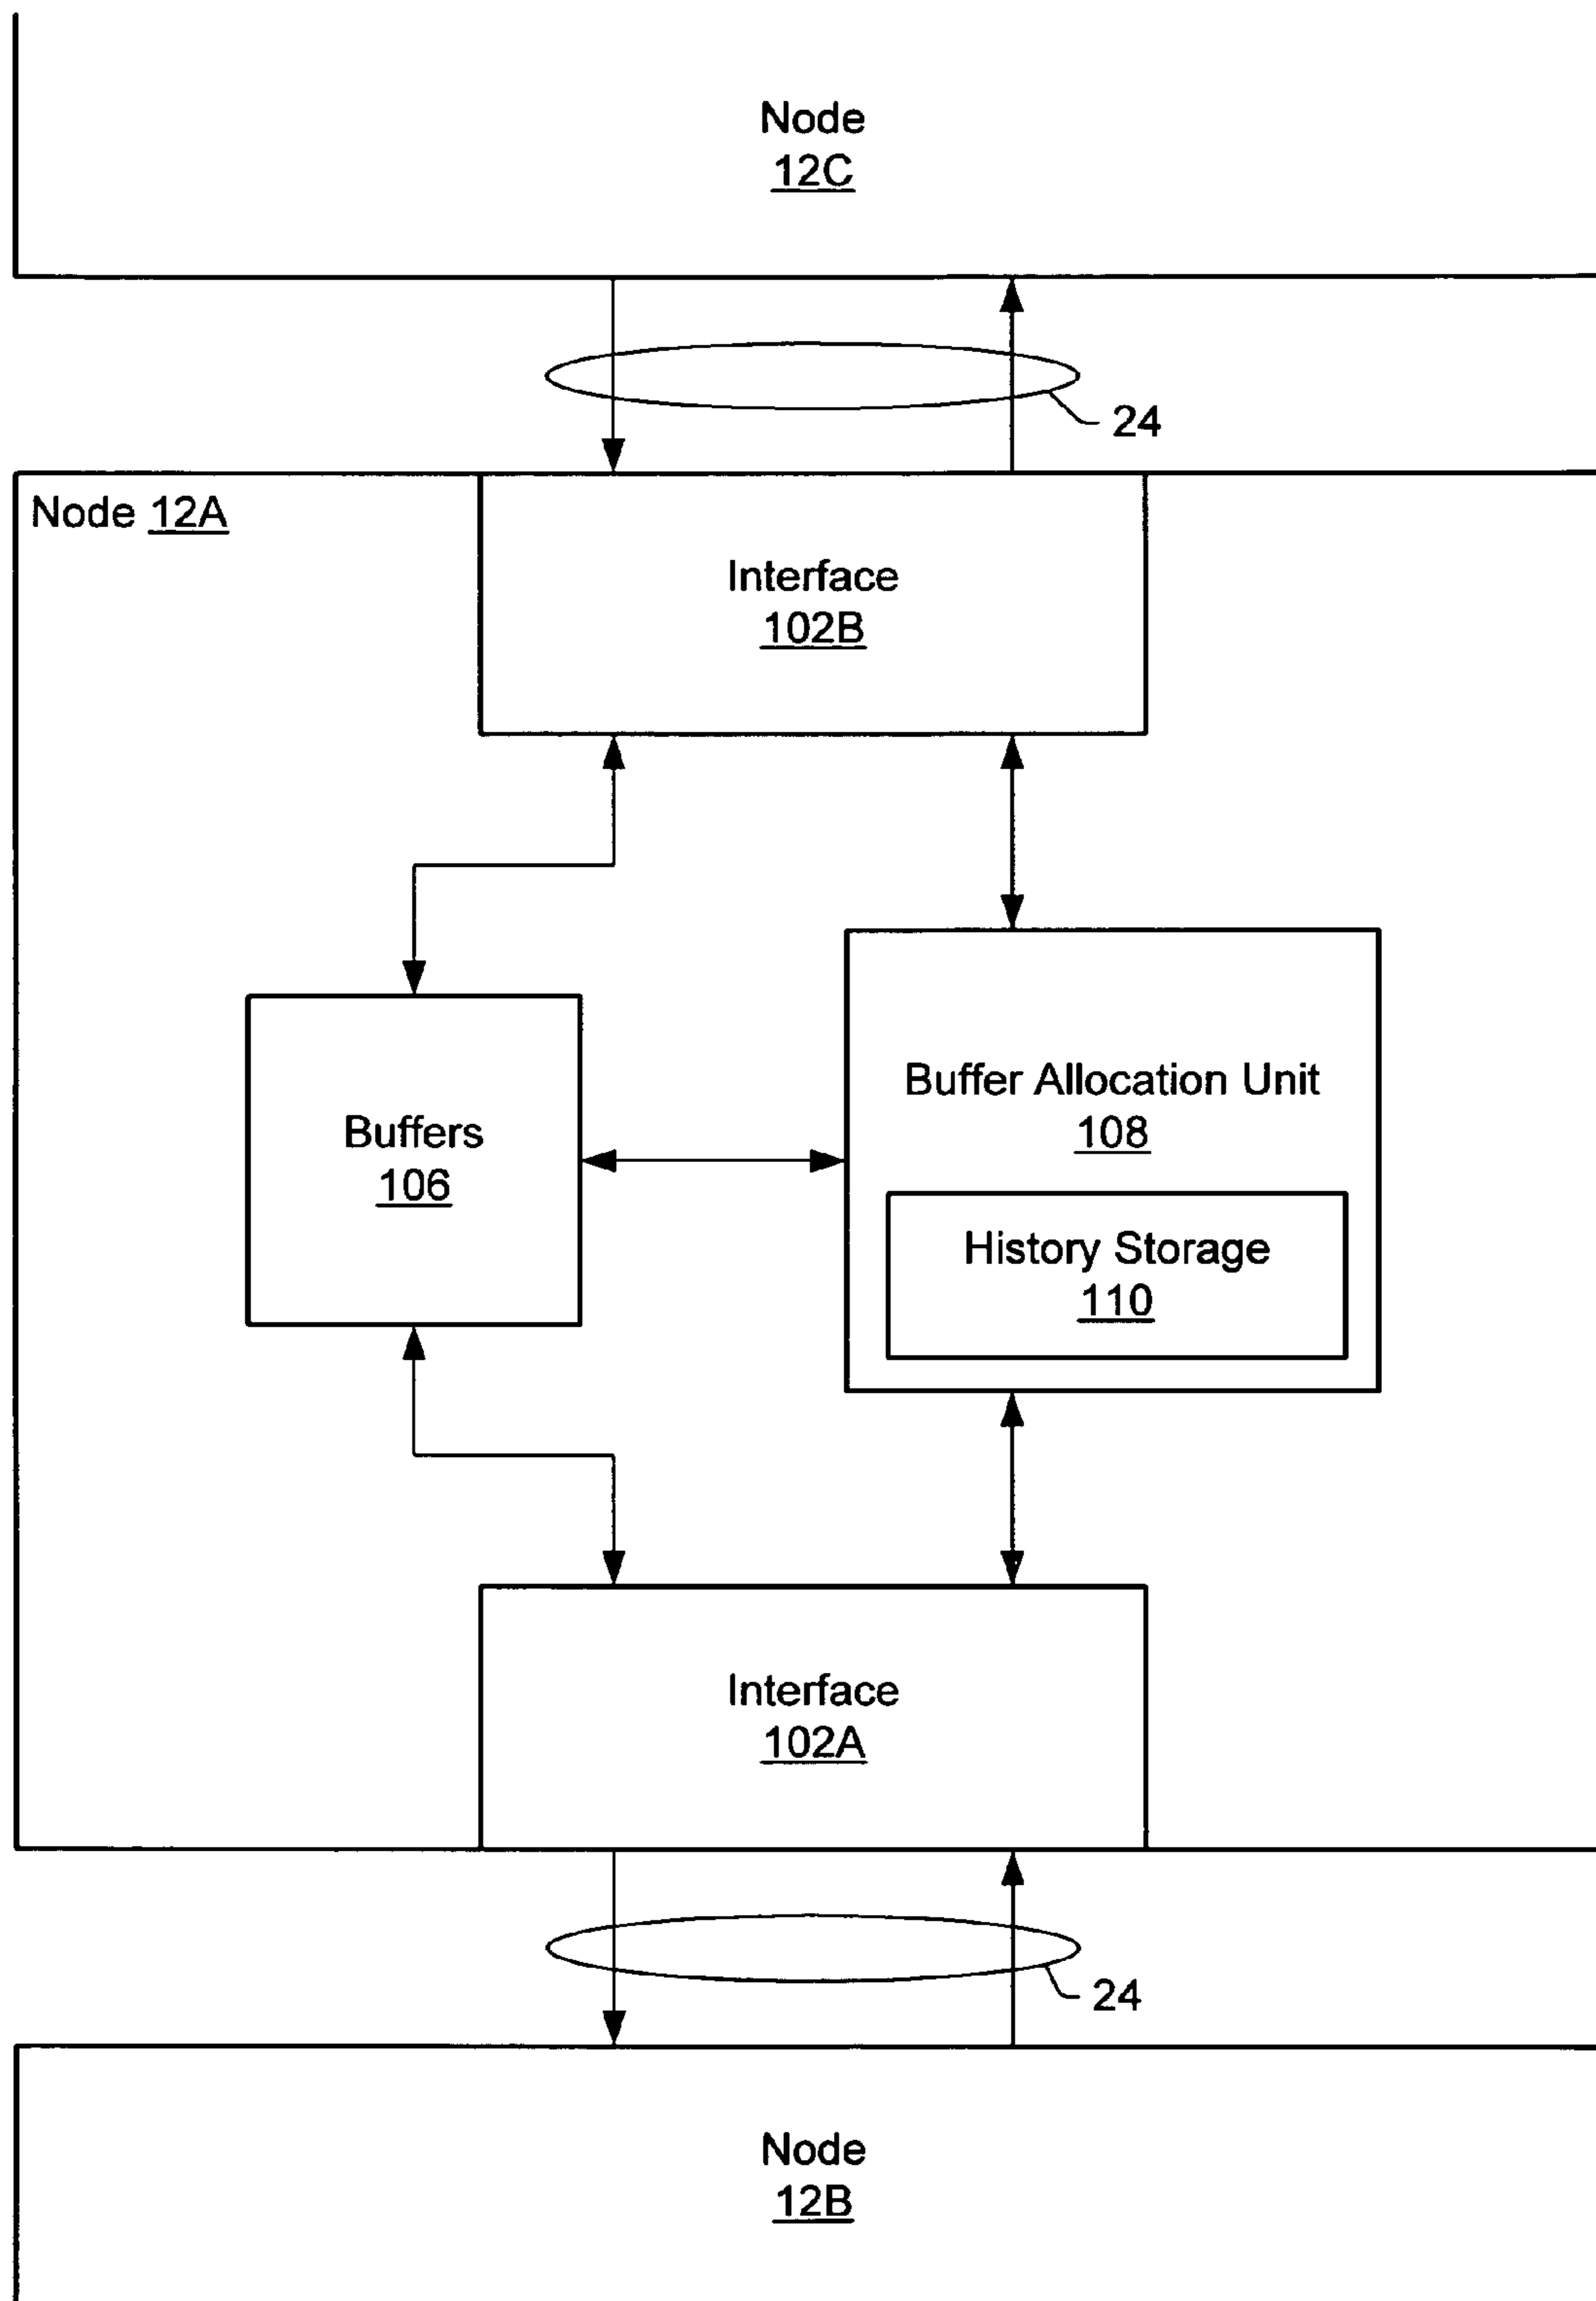 Node
12C
24
Node 12A
Interface
102B
Buffer Allocation Unit
108
Buffers
106
History Storage
110
Interface
102A
24
Node
12B